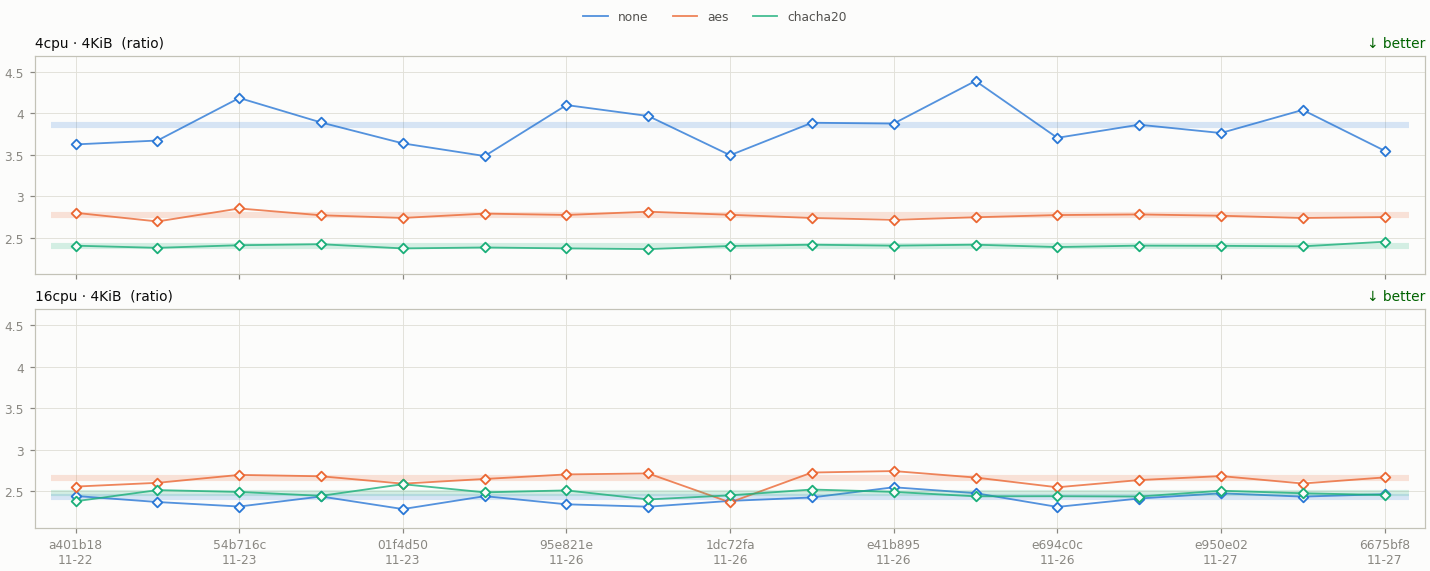 none aes chacha20
4cpu · 4KiB (ratio) ↓ better
4.5
4
3.5
3
2.5
16cpu · 4KiB (ratio) ↓ better
4.5
4
3.5
3
2.5
a401b18 54b716c 01f4d50 95e821e 1dc72fa e41b895 e694c0c e950e02 6675bf8
11-22 11-23 11-23 11-26 11-26 11-26 11-26 11-27 11-27